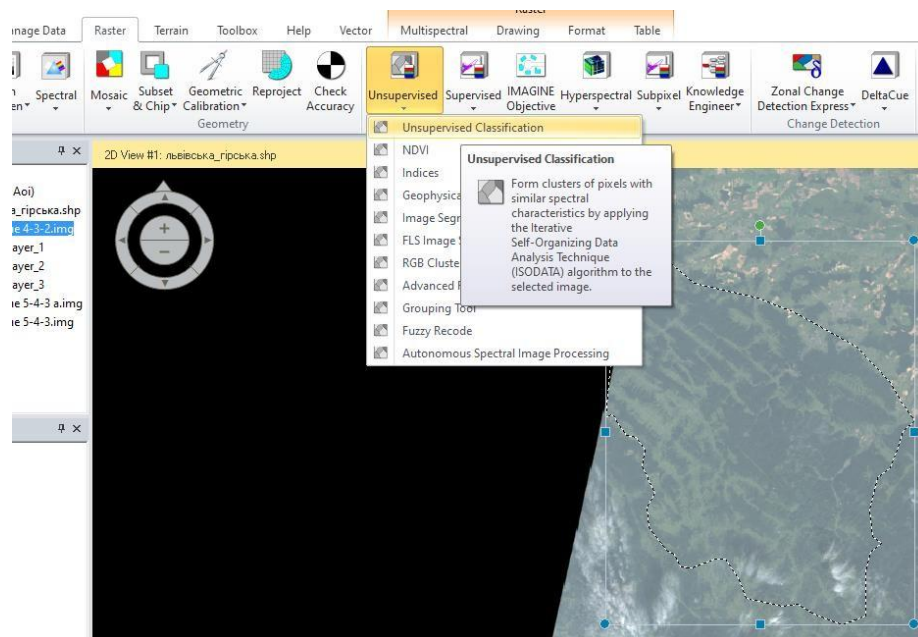 Raster
anage Data Raster Terrain Toolbox Help Vector Multispectral Drawing Format Table
Spectral Mosaic Subset & Chip Geometric Calibration Reproject Check Accuracy Unsupervised Supervised IMAGINE Objective Hyperspectral Subpixel Knowledge Engineer Zonal Change Detection Express DeltaCue
Geometry Change Detection
2D View #1: львівська_гірська.shp
Aoi)
а_гірська.shp
ne 4-3-2.img
ayer_1
ayer_2
ayer_3
ne 5-4-3 a.img
ne 5-4-3.img
Unsupervised Classification
NDVI
Indices
Geophysica
Image Segr
FLS Image
RGB Cluste
Advanced
Grouping Tool
Fuzzy Recode
Autonomous Spectral Image Processing
Unsupervised Classification
Form clusters of pixels with
similar spectral
characteristics by applying
the Iterative
Self-Organizing Data
Analysis Technique
(ISODATA) algorithm to the
selected image.